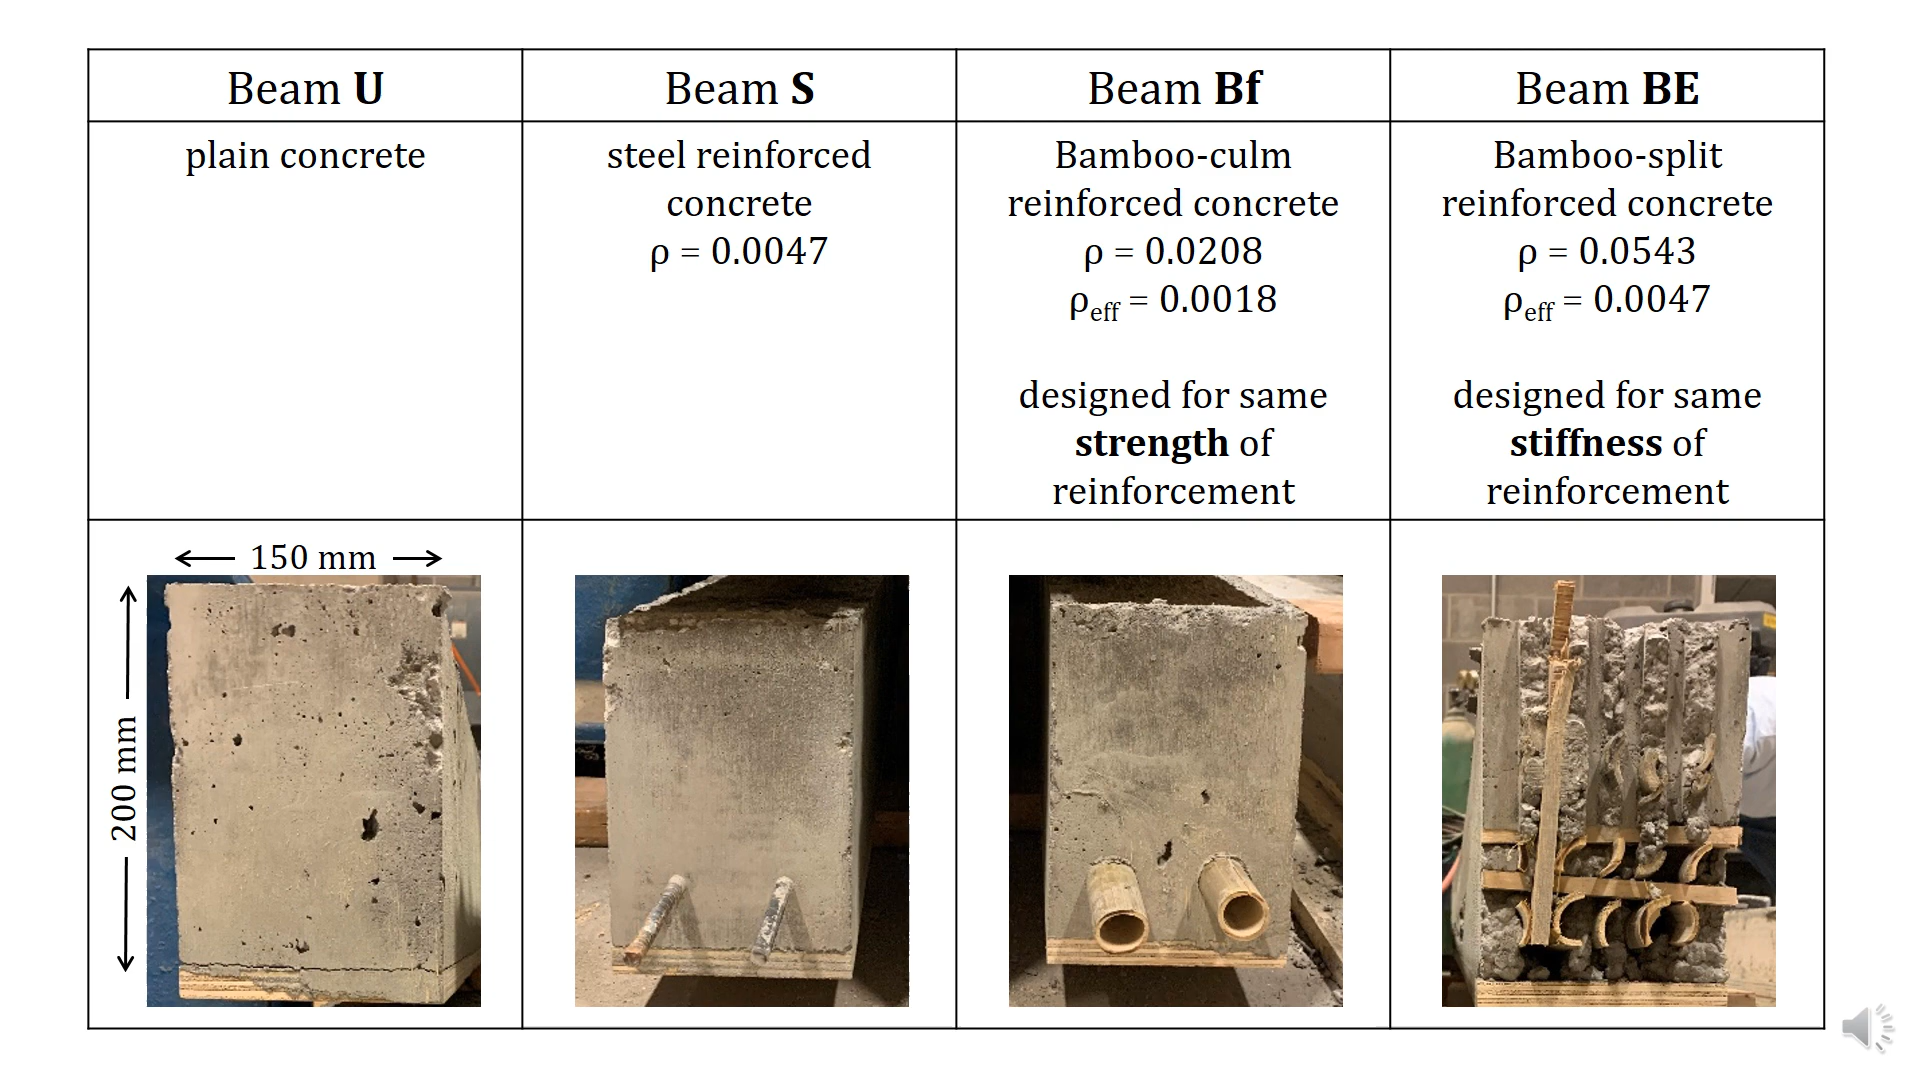 Beam U
Beam S
Beam Bf
Beam BE
plain concrete
steel reinforced
concrete
ρ = 0.0047
Bamboo-culm
reinforced concrete
ρ = 0.0208
ρeff = 0.0018
designed for same
strength of
reinforcement
Bamboo-split
reinforced concrete
ρ = 0.0543
ρeff = 0.0047
designed for same
stiffness of
reinforcement
150 mm
200 mm